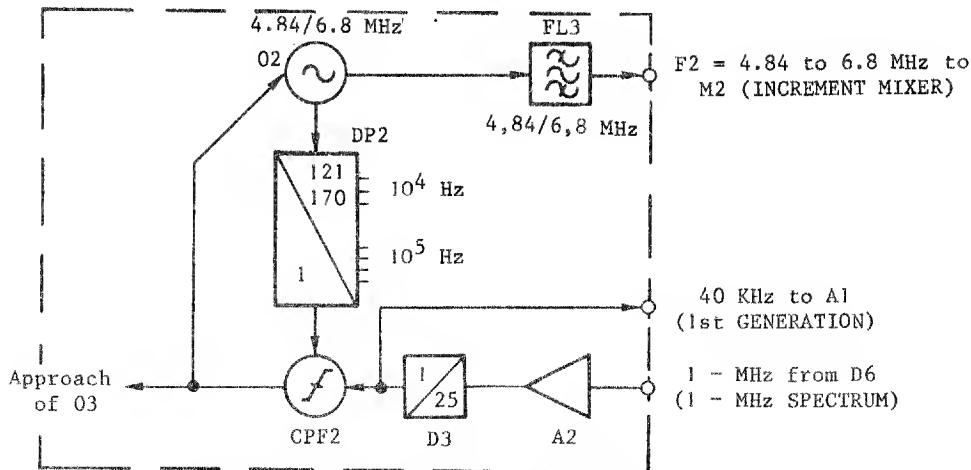 4.84/6.8 MHz
O2
FL3
F2 = 4.84 to 6.8 MHz to
M2 (INCREMENT MIXER)
4,84/6,8 MHz
DP2
121
170
10⁴ Hz
10⁵ Hz
1
40 KHz to A1
(1st GENERATION)
Approach
of O3
1
25
1 - MHz from D6
(1 - MHz SPECTRUM)
CPF2
D3
A2